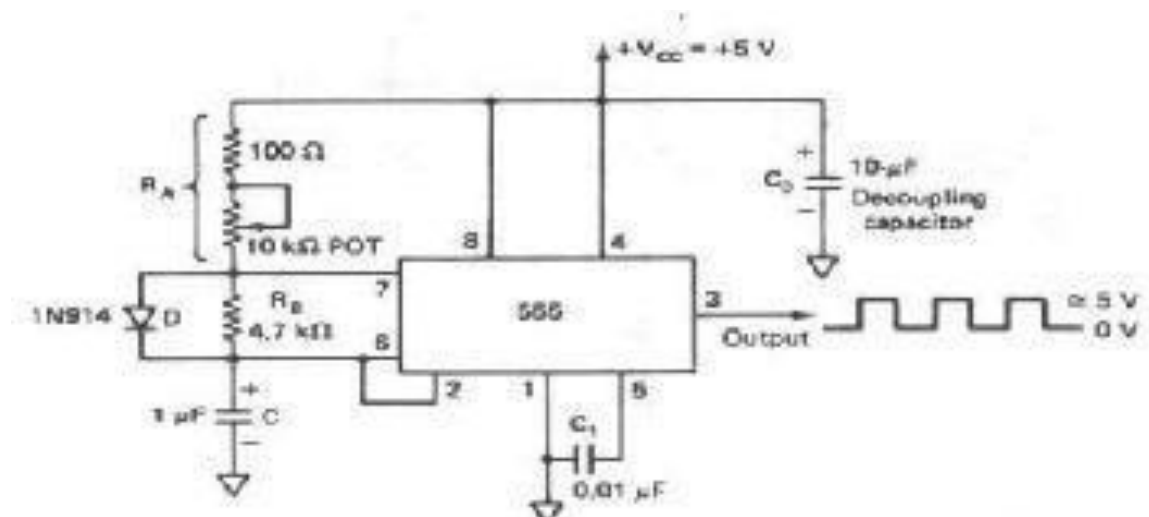 +V_CC = +5 V
100 Ω
R_A
10 kΩ POT
10-μF
Decoupling
capacitor
8
4
7
555
3
Output
≃ 5 V
0 V
1N914
D
R_B
4.7 kΩ
6
2
1
5
1 μF
C
C_1
0.01 μF
+
−
+
−